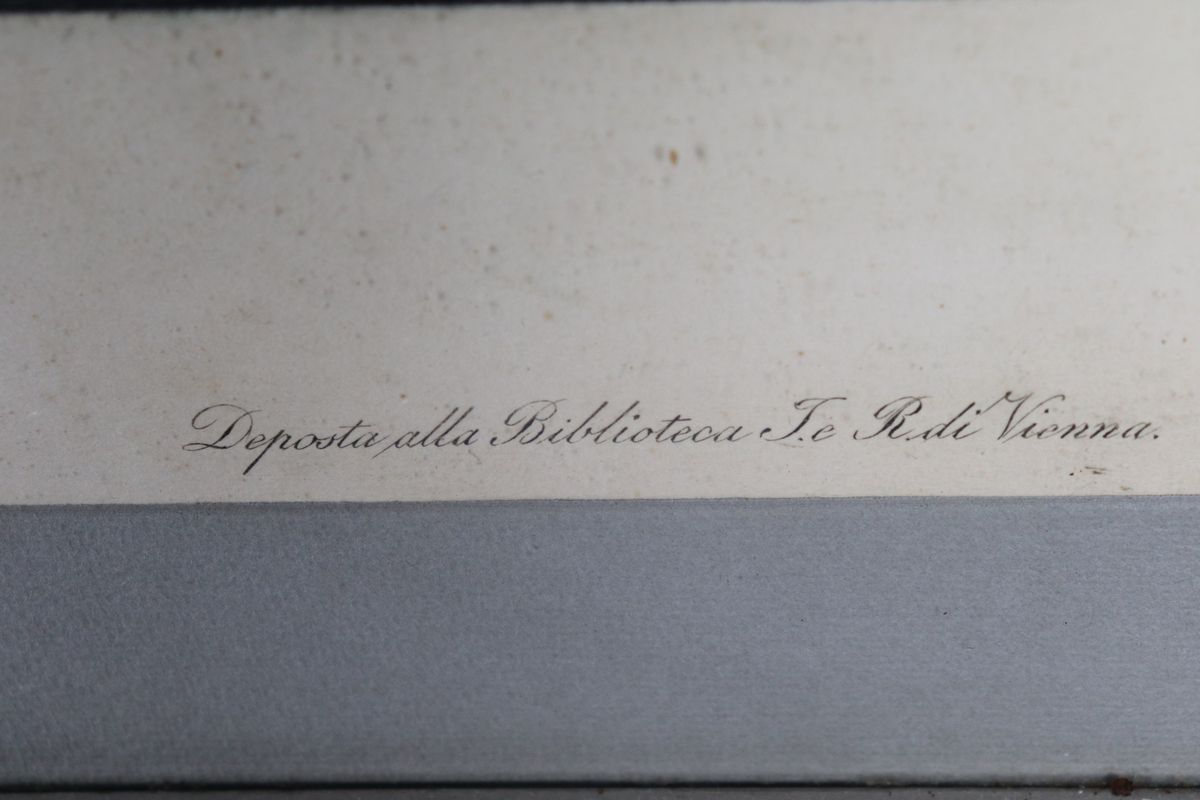 Deposta alla Biblioteca I. e R. di Vienna.